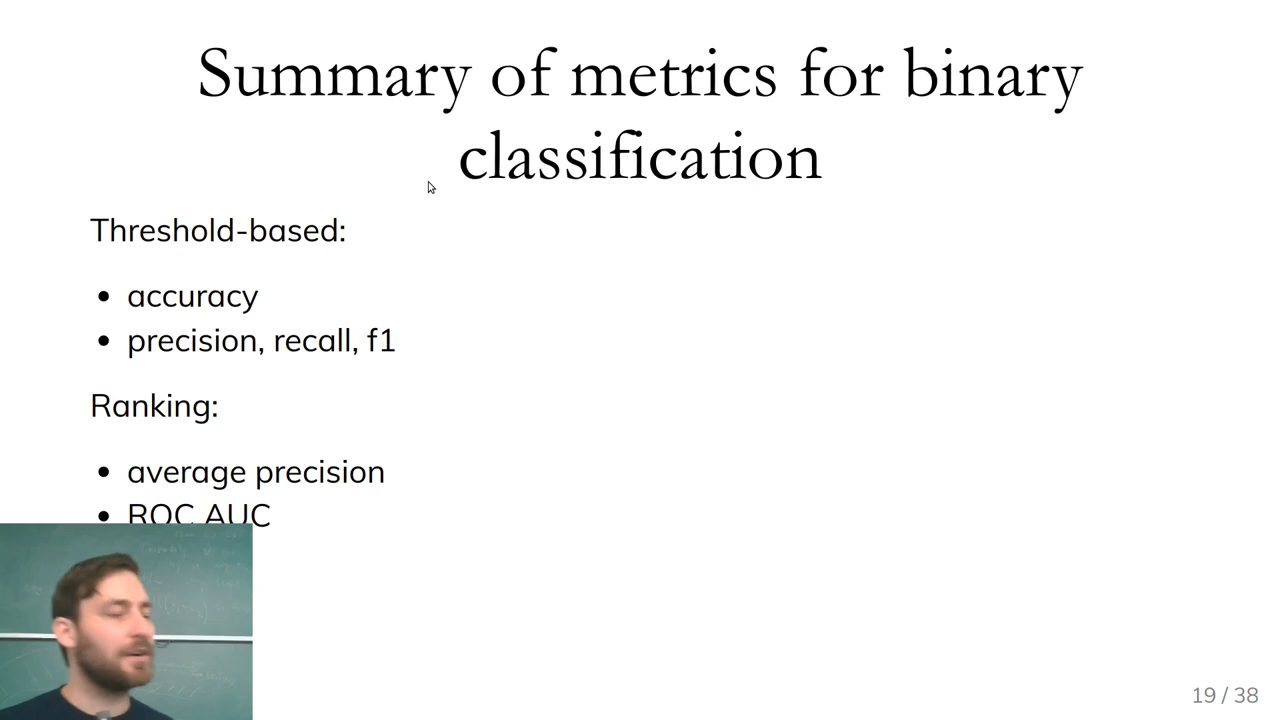 Summary of metrics for binary
classification
Threshold-based:
• accuracy
• precision, recall, f1
Ranking:
• average precision
• ROC AUC
19 / 38